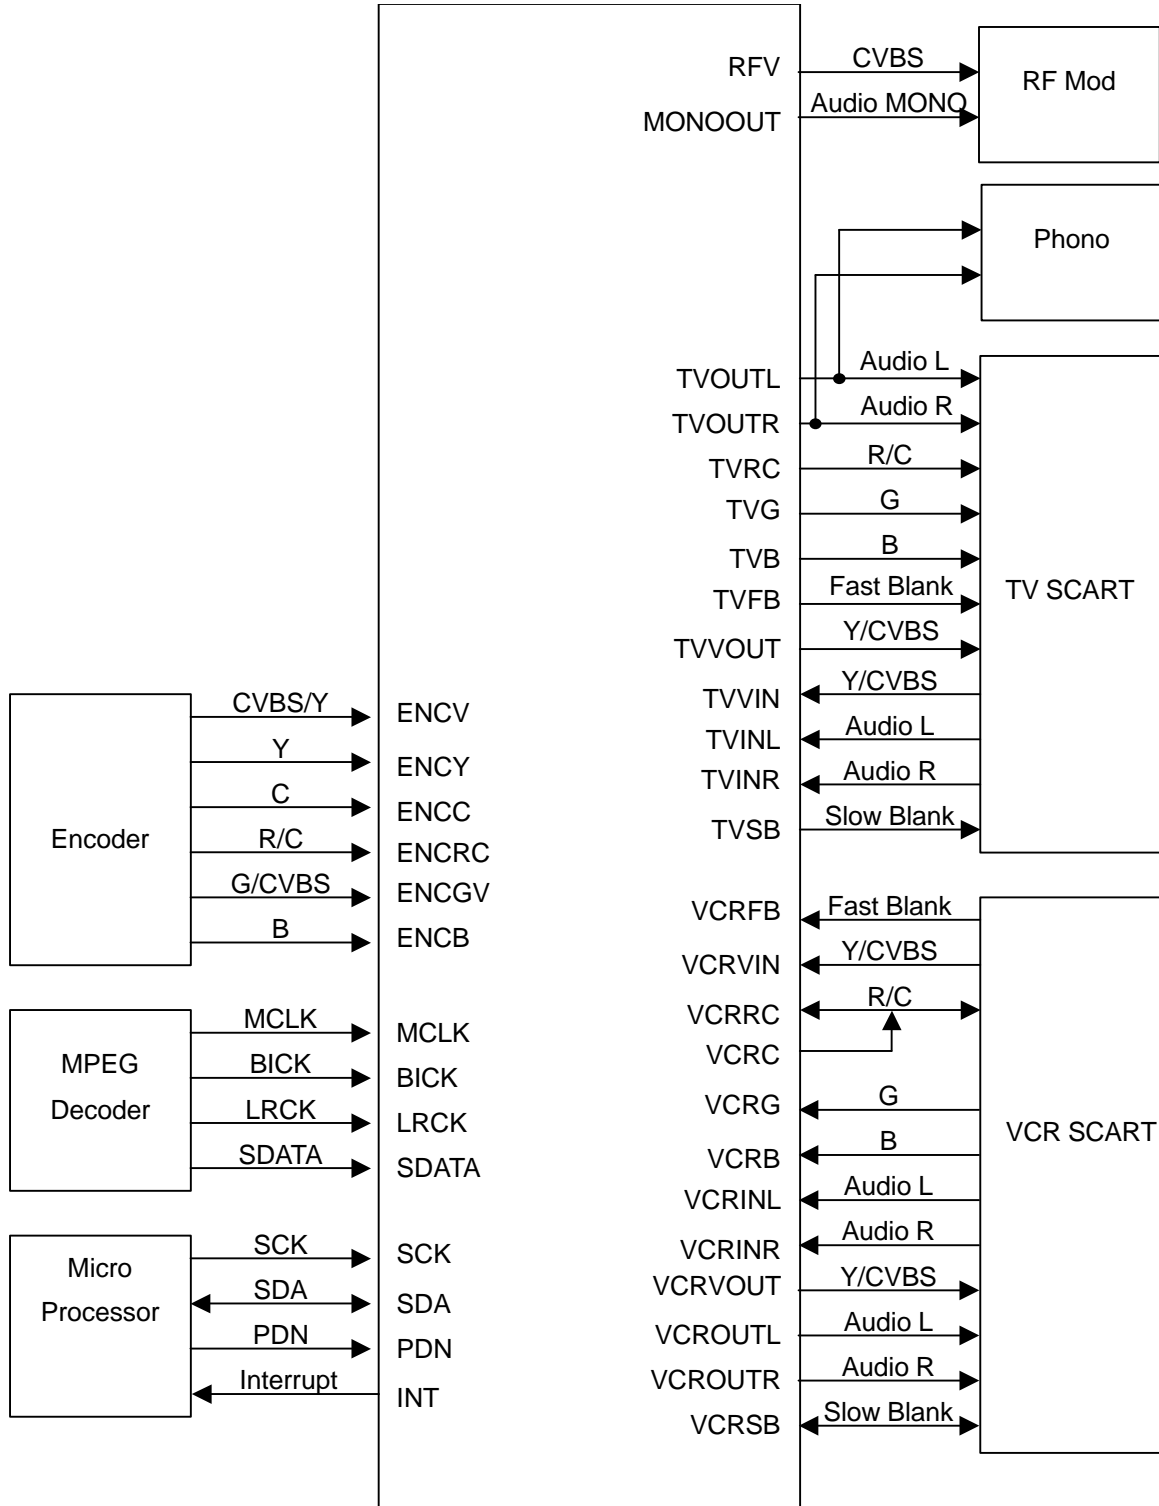 RFV
CVBS
RF Mod
MONOOUT
Audio MONO
Phono
TVOUTL
Audio L
TVOUTR
Audio R
TVRC
R/C
TVG
G
TVB
B
TVFB
Fast Blank
TVVOUT
Y/CVBS
TVVIN
Y/CVBS
TVINL
Audio L
TVINR
Audio R
TVSB
Slow Blank
TV SCART
Encoder
CVBS/Y
ENCV
Y
ENCY
C
ENCC
R/C
ENCRC
G/CVBS
ENCGV
B
ENCB
VCRFB
Fast Blank
VCRVIN
Y/CVBS
VCRRC
R/C
VCRC
VCRG
G
VCRB
B
VCRINL
Audio L
VCRINR
Audio R
VCRVOUT
Y/CVBS
VCROUTL
Audio L
VCROUTR
Audio R
VCRSB
Slow Blank
VCR SCART
MPEG
Decoder
MCLK
MCLK
BICK
BICK
LRCK
LRCK
SDATA
SDATA
Micro
Processor
SCK
SCK
SDA
SDA
PDN
PDN
Interrupt
INT